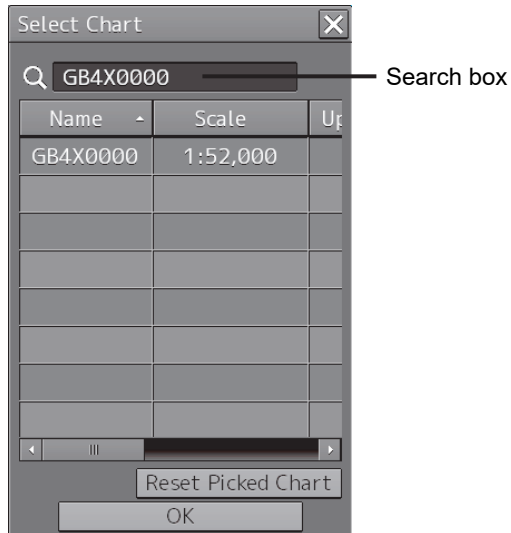 Select Chart
GB4X0000
Search box
Name Scale Up
GB4X0000 1:52,000
Reset Picked Chart
OK